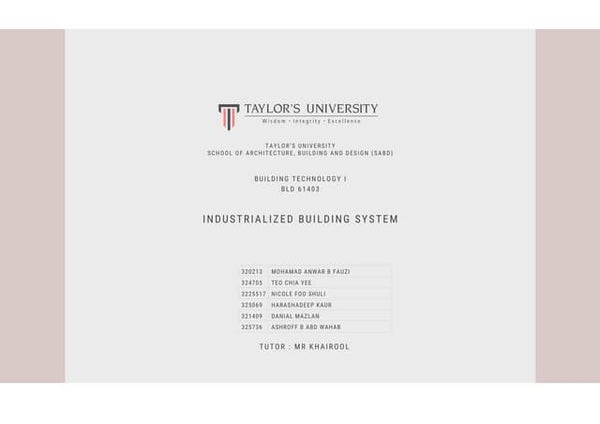 TAYLOR'S UNIVERSITY
Wisdom • Integrity • Excellence
TAYLOR'S UNIVERSITY
SCHOOL OF ARCHITECTURE, BUILDING AND DESIGN (SABD)
BUILDING TECHNOLOGY I
BLD 61403
INDUSTRIALIZED BUILDING SYSTEM
320213 MOHAMAD ANWAR B FAUZI
324705 TEO CHIA YEE
2225517 NICOLE FOO SHULI
325069 HARASHADEEP KAUR
321409 DANIAL MAZLAN
325736 ASHROFF B ABD WAHAB
TUTOR : MR KHAIROOL